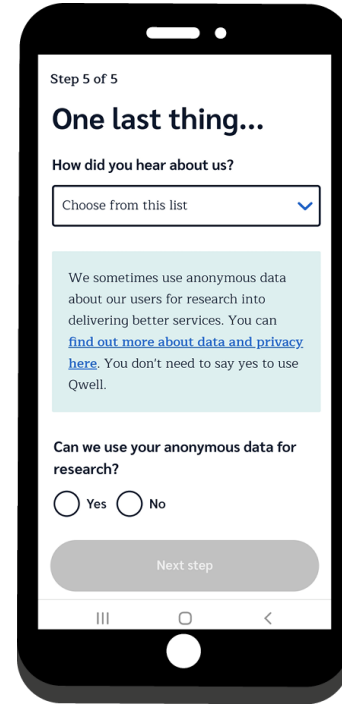 Step 5 of 5
One last thing...
How did you hear about us?
Choose from this list
We sometimes use anonymous data
about our users for research into
delivering better services. You can
find out more about data and privacy
here. You don't need to say yes to use
Qwell.
Can we use your anonymous data for
research?
Yes No
Next step